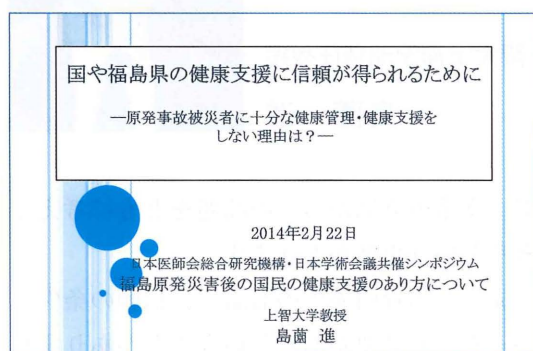 国や福島県の健康支援に信頼が得られるために
―原発事故被災者に十分な健康管理・健康支援を
しない理由は？―
2014年2月22日
日本医師会総合研究機構・日本学術会議共催シンポジウム
福島原発災害後の国民の健康支援のあり方について
上智大学教授
島薗 進